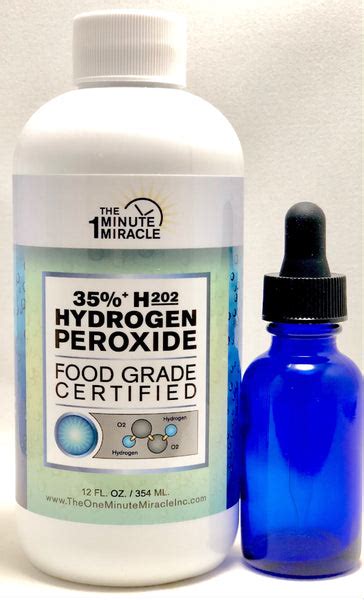 THE
1 MINUTE
MIRACLE
35%+ H202
HYDROGEN
PEROXIDE
FOOD GRADE
CERTIFIED
O2
Hydrogen
Hydrogen
O2
12 FL. OZ. / 354 ML.
www.TheOneMinuteMiracleInc.com